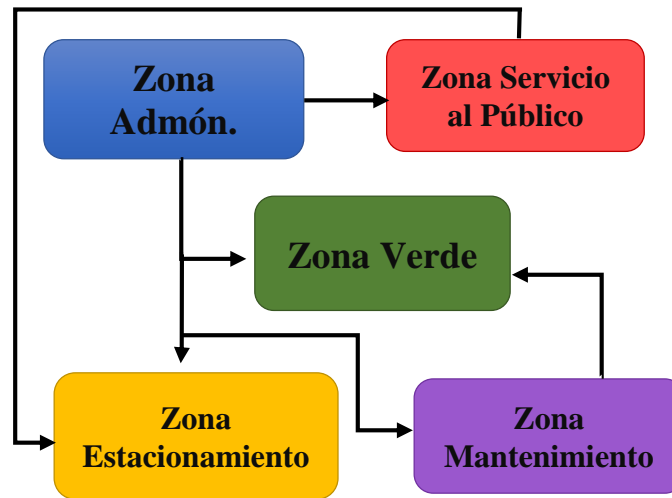 Zona
Admón.
Zona Servicio
al Público
Zona Verde
Zona
Estacionamiento
Zona
Mantenimiento